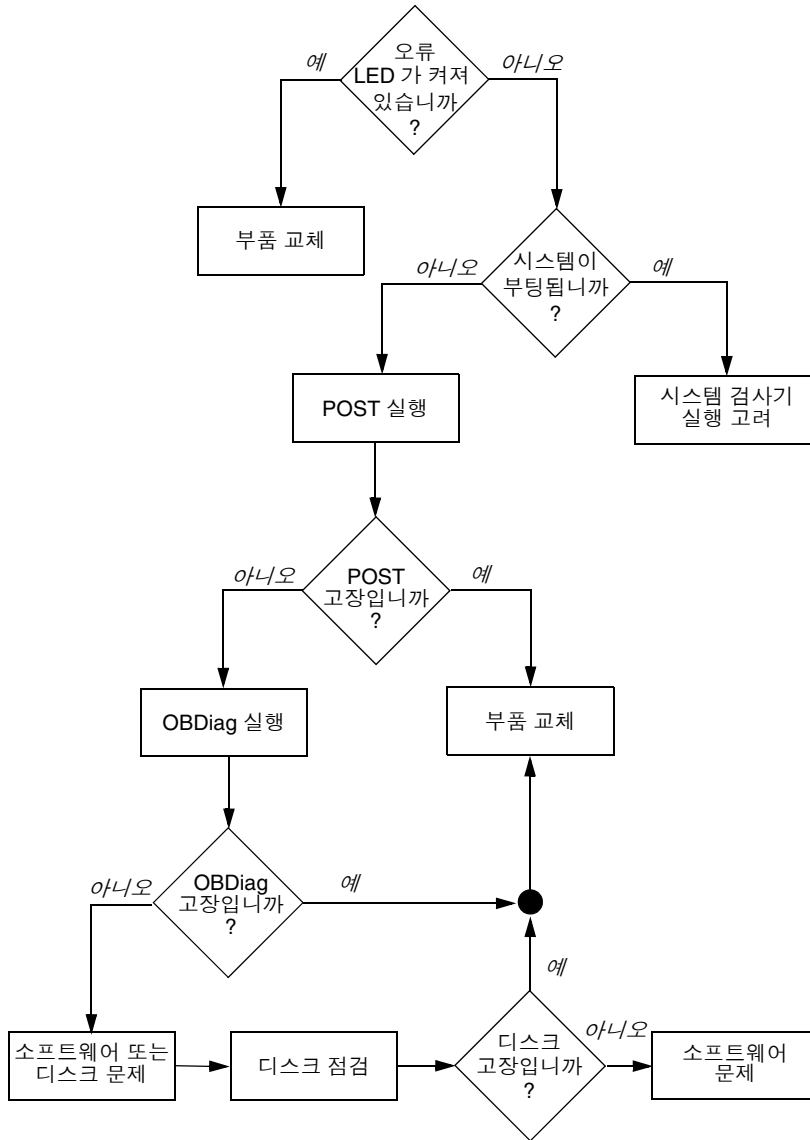 오류
LED 가 켜져
있습니까
?
예
아니오
부품 교체
시스템이
부팅됩니까
?
아니오
예
POST 실행
시스템 검사기
실행 고려
POST
고장입니까
?
아니오
예
OBDiag 실행
부품 교체
OBDiag
고장입니까
?
아니오
예
예
소프트웨어 또는
디스크 문제
디스크 점검
디스크
고장입니까
?
아니오
소프트웨어
문제